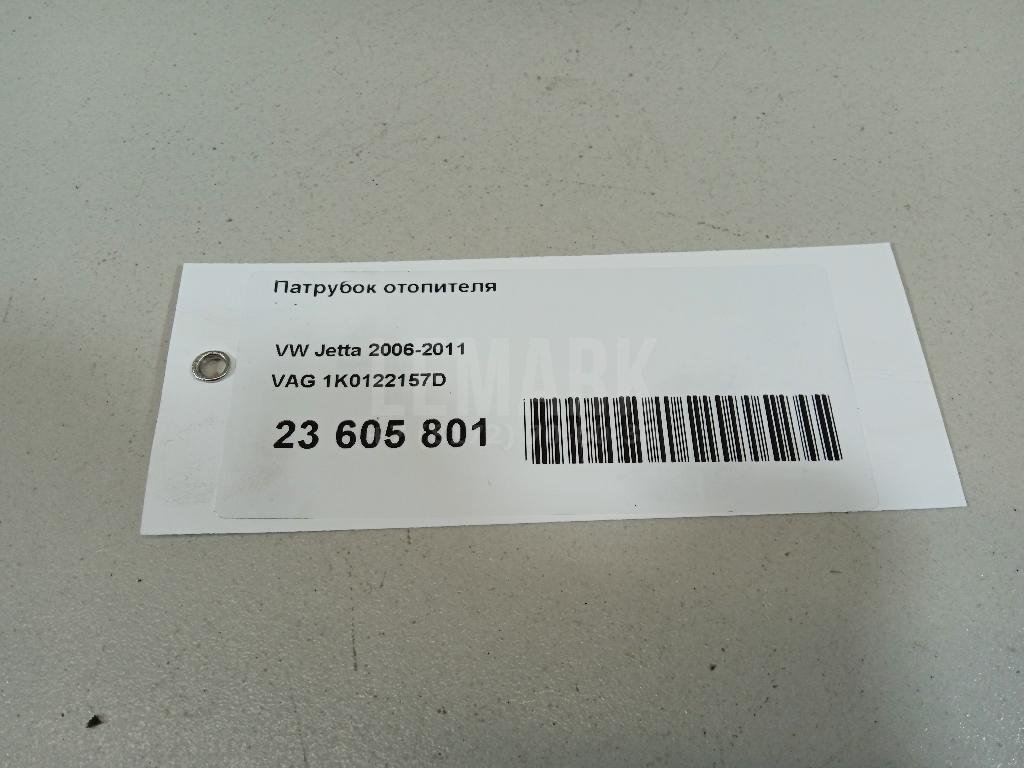 Патрубок отопителя
VW Jetta 2006-2011
VAG 1K0122157D
23 605 801